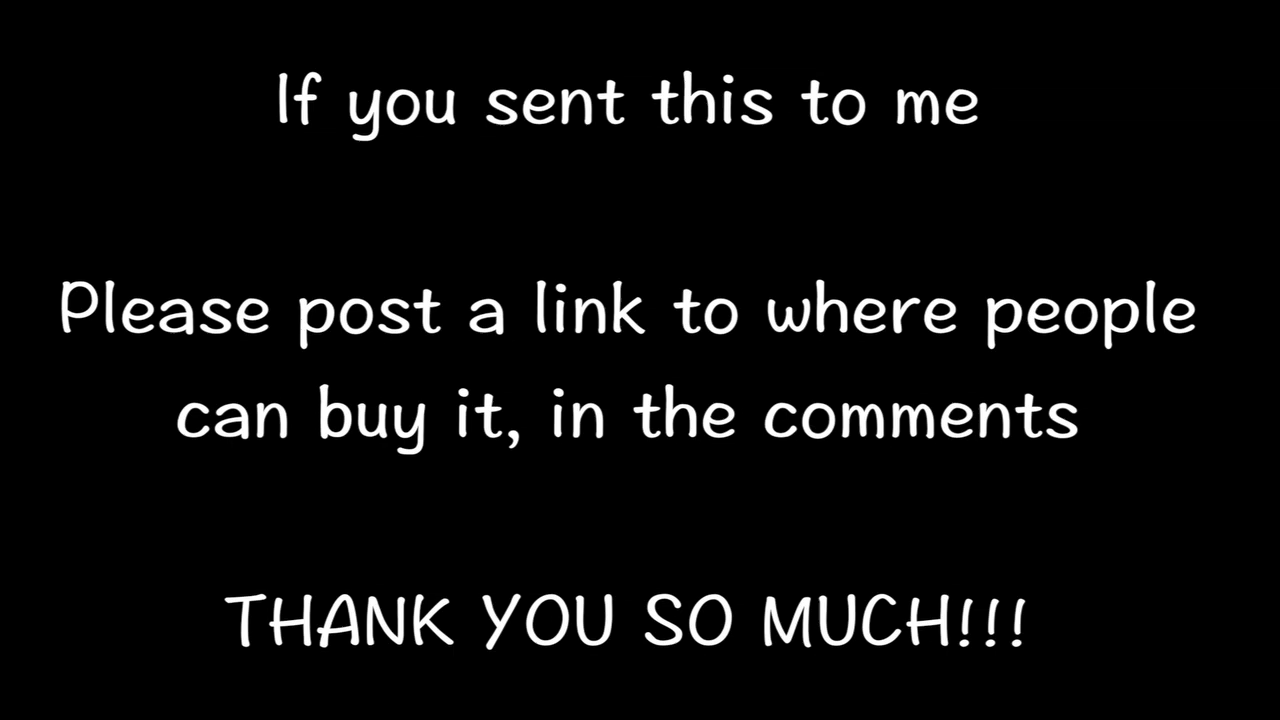 If you sent this to me
Please post a link to where people
can buy it, in the comments
THANK YOU SO MUCH!!!